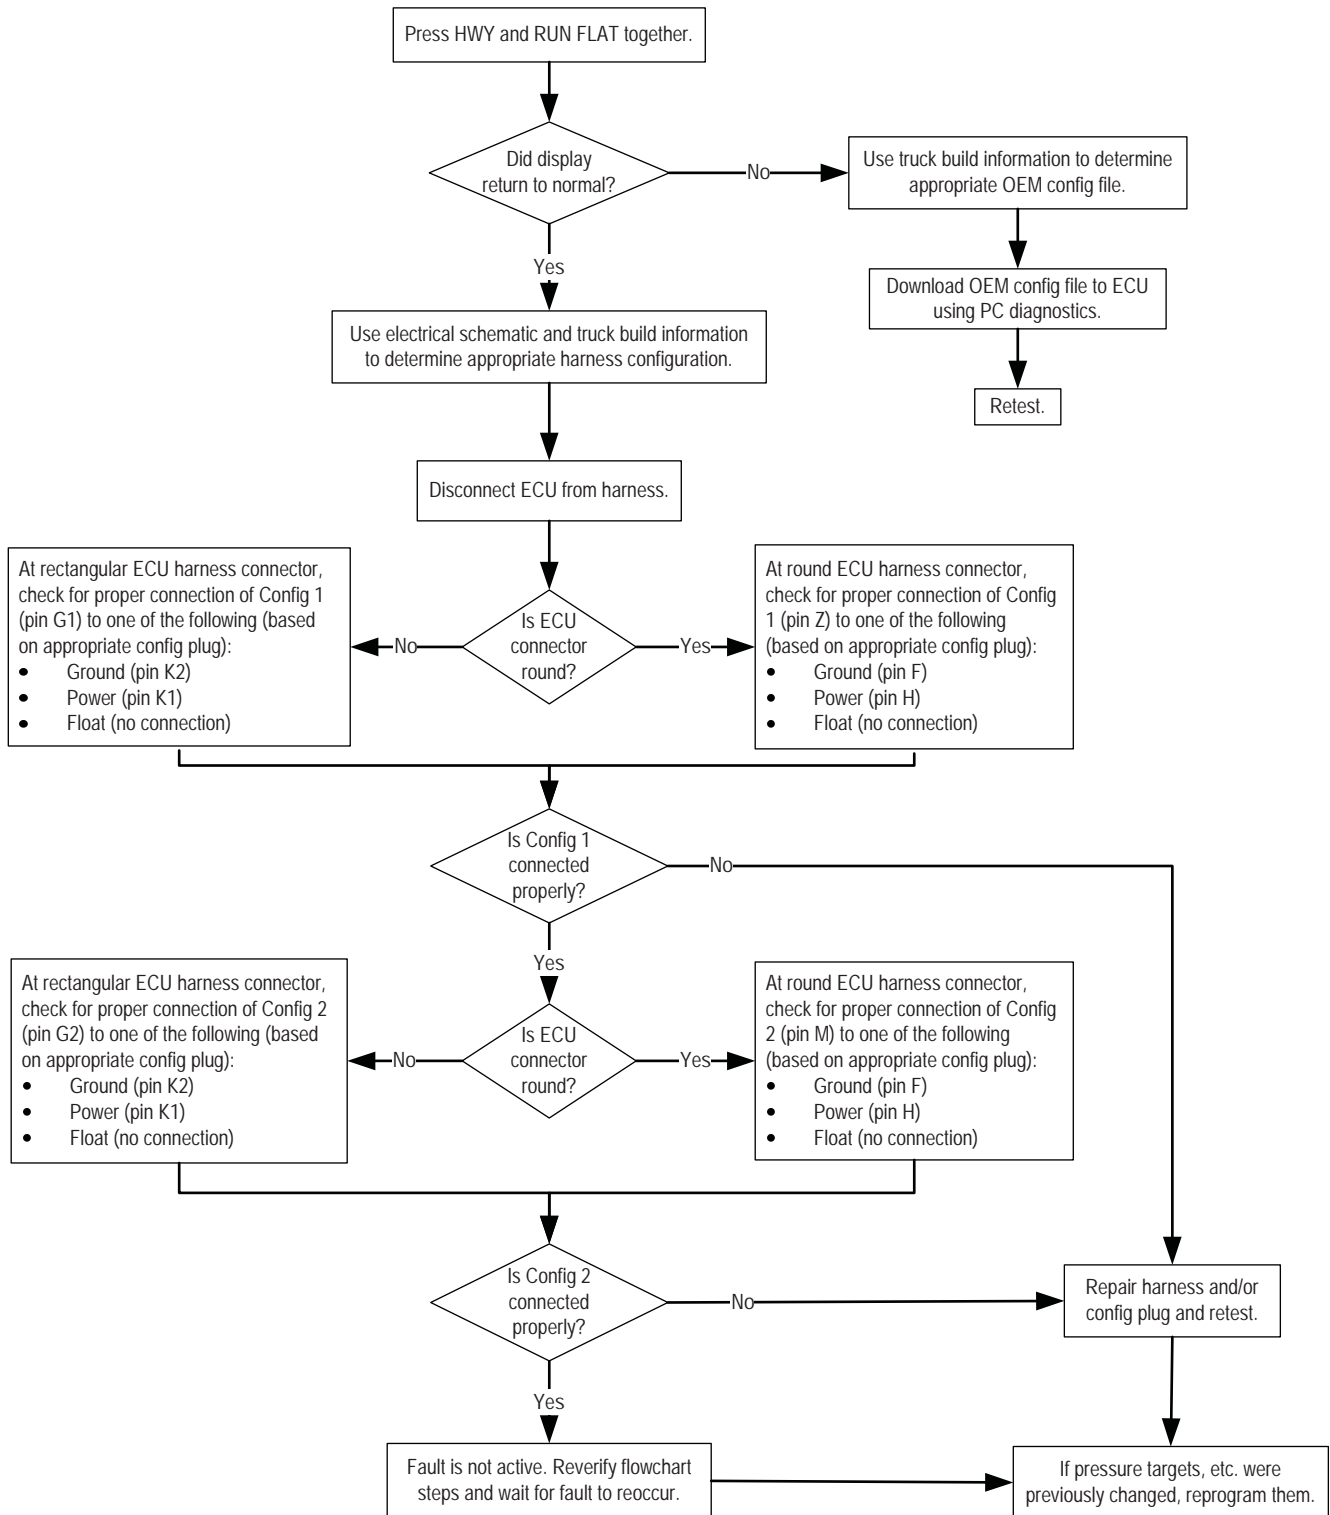 Press HWY and RUN FLAT together.
Did display
return to normal?
No
Use truck build information to determine
appropriate OEM config file.
Yes
Download OEM config file to ECU
using PC diagnostics.
Use electrical schematic and truck build information
to determine appropriate harness configuration.
Retest.
Disconnect ECU from harness.
At rectangular ECU harness connector,
check for proper connection of Config 1
(pin G1) to one of the following (based
on appropriate config plug):
• Ground (pin K2)
• Power (pin K1)
• Float (no connection)
No
Is ECU
connector
round?
Yes
At round ECU harness connector,
check for proper connection of Config
1 (pin Z) to one of the following
(based on appropriate config plug):
• Ground (pin F)
• Power (pin H)
• Float (no connection)
Is Config 1
connected
properly?
No
Yes
At rectangular ECU harness connector,
check for proper connection of Config 2
(pin G2) to one of the following (based
on appropriate config plug):
• Ground (pin K2)
• Power (pin K1)
• Float (no connection)
No
Is ECU
connector
round?
Yes
At round ECU harness connector,
check for proper connection of Config
2 (pin M) to one of the following
(based on appropriate config plug):
• Ground (pin F)
• Power (pin H)
• Float (no connection)
Is Config 2
connected
properly?
No
Repair harness and/or
config plug and retest.
Yes
Fault is not active. Reverify flowchart
steps and wait for fault to reoccur.
If pressure targets, etc. were
previously changed, reprogram them.